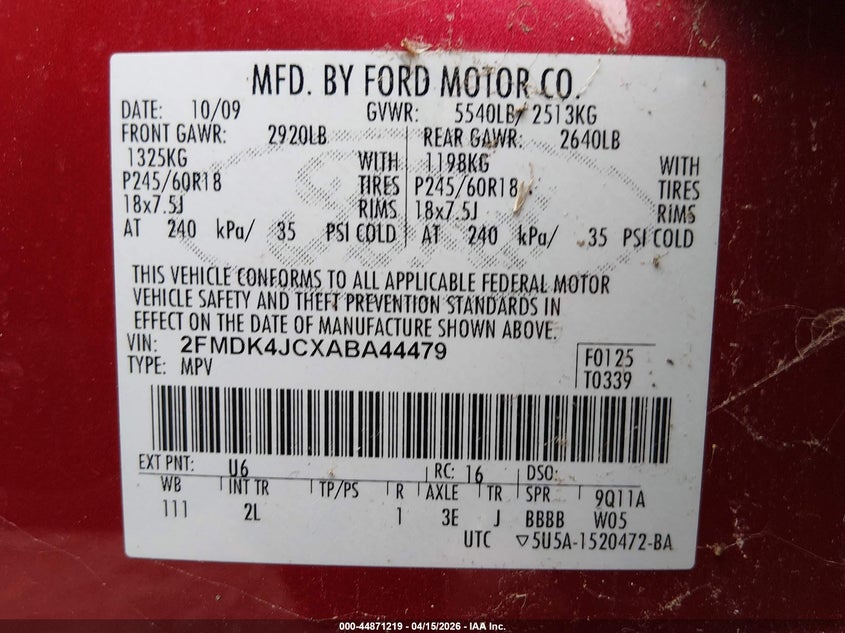 MFD. BY FORD MOTOR CO.
DATE: 10/09 GVWR: 5540LB/ 2513KG
FRONT GAWR: 2920LB REAR GAWR: 2640LB
1325KG WITH 1198KG WITH
P245/60R18 TIRES P245/60R18 TIRES
18x7.5J RIMS 18x7.5J RIMS
AT 240 kPa/ 35 PSI COLD AT 240 kPa/ 35 PSI COLD
THIS VEHICLE CONFORMS TO ALL APPLICABLE FEDERAL MOTOR
VEHICLE SAFETY AND THEFT PREVENTION STANDARDS IN
EFFECT ON THE DATE OF MANUFACTURE SHOWN ABOVE.
VIN: 2FMDK4JCXABA44479 F0125
TYPE: MPV T0339
EXT PNT: U6 RC: 16 DSO:
WB INT TR TP/PS R AXLE TR SPR 9Q11A
111 2L 1 3E J BBBB W05
UTC ▽5U5A-1520472-BA
000-44871219 - 04/15/2026 - IAA Inc.